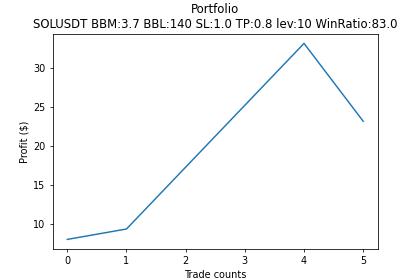 Portfolio
SOLUSDT BBM:3.7 BBL:140 SL:1.0 TP:0.8 lev:10 WinRatio:83.0
30
25
20
15
10
Profit ($)
0 1 2 3 4 5
Trade counts